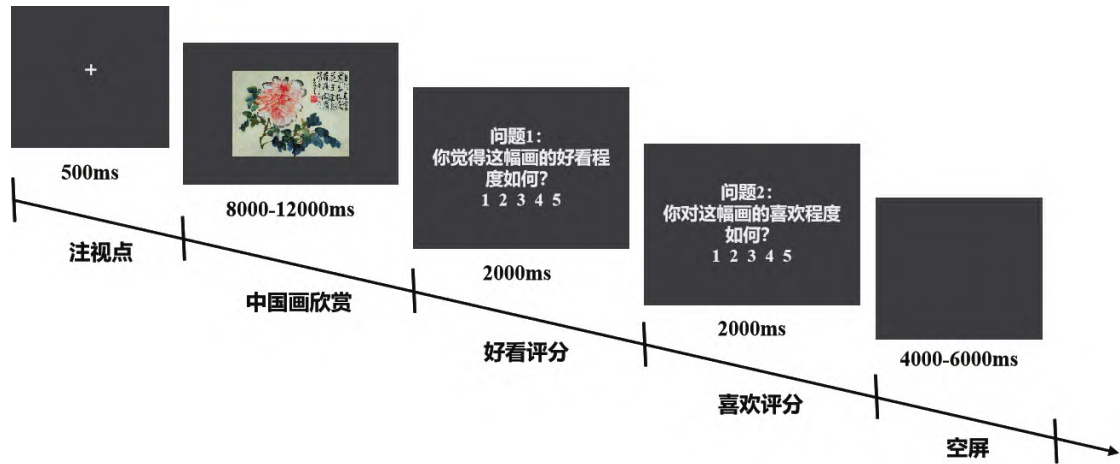 +
500ms
注视点
8000-12000ms
中国画欣赏
问题1：
你觉得这幅画的好看程
度如何？
1 2 3 4 5
2000ms
好看评分
问题2：
你对这幅画的喜欢程度
如何？
1 2 3 4 5
2000ms
喜欢评分
4000-6000ms
空屏